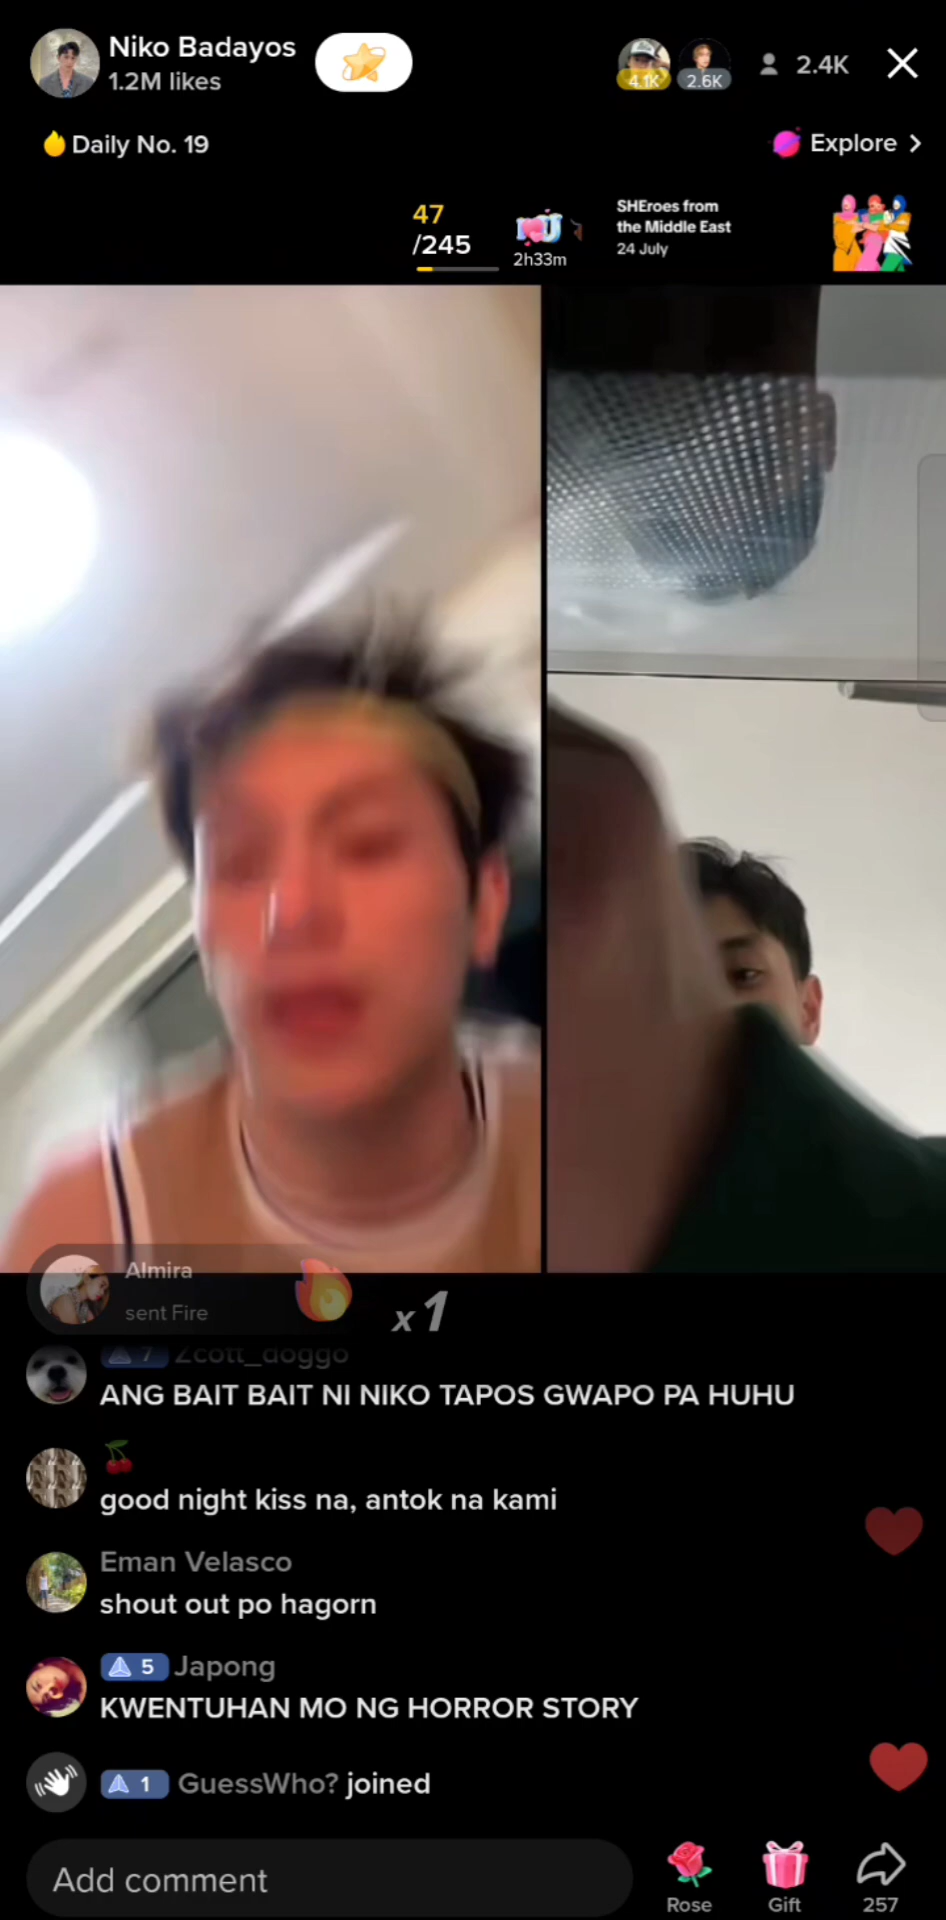 Niko Badayos
1.2M likes
4.1K
2.6K
2.4K
Daily No. 19
Explore >
47
/245
2h33m
SHEroes from
the Middle East
24 July
Almira
sent Fire
x1
7 Zcott_doggo
ANG BAIT BAIT NI NIKO TAPOS GWAPO PA HUHU
good night kiss na, antok na kami
Eman Velasco
shout out po hagorn
5 Japong
KWENTUHAN MO NG HORROR STORY
1 GuessWho? joined
Add comment
Rose
Gift
257